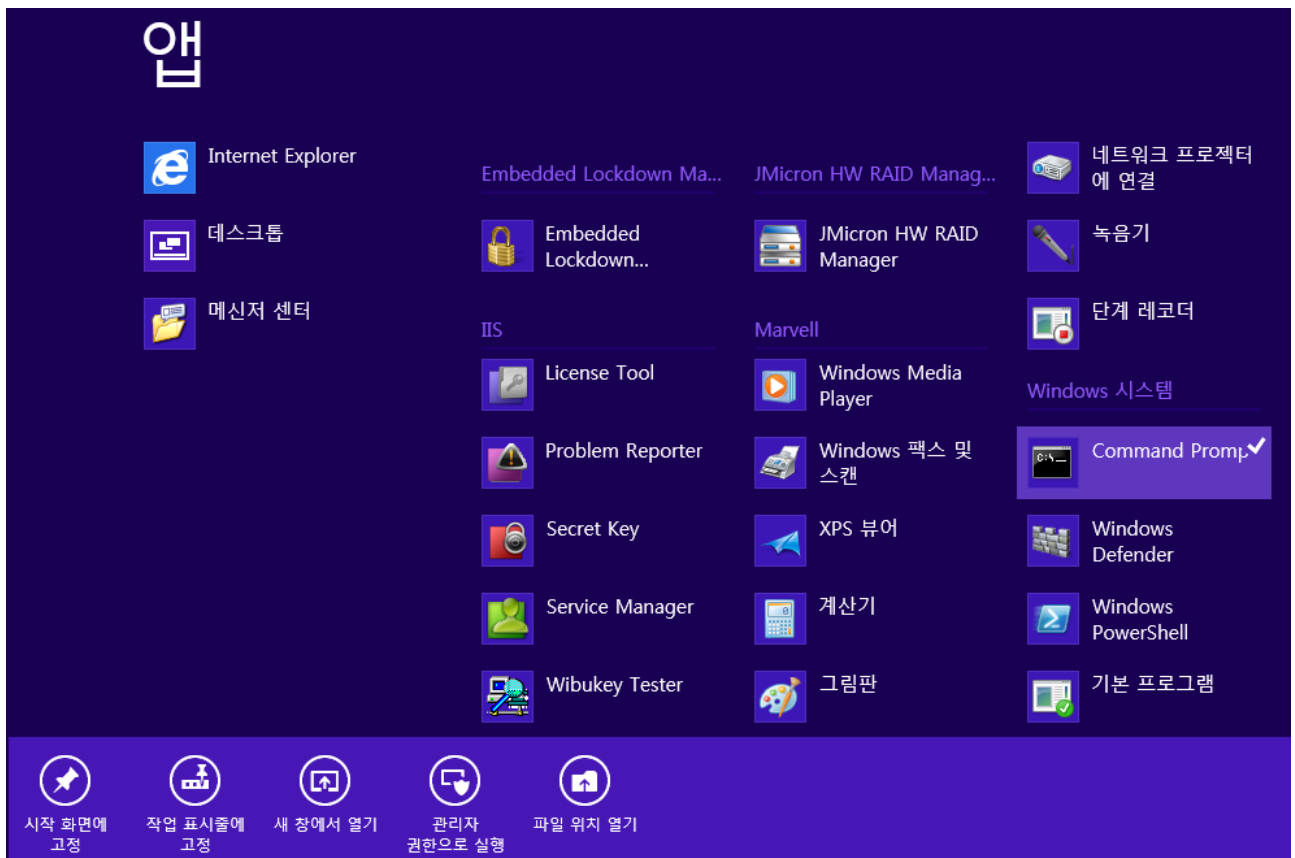 앱
Internet Explorer
데스크톱
메신저 센터
Embedded Lockdown Ma...
Embedded
Lockdown...
IIS
License Tool
Problem Reporter
Secret Key
Service Manager
Wibukey Tester
JMicron HW RAID Manag...
JMicron HW RAID
Manager
Marvell
Windows Media
Player
Windows 팩스 및
스캔
XPS 뷰어
계산기
그림판
네트워크 프로젝터
에 연결
녹음기
단계 레코더
Windows 시스템
C:\_
Command Promp
Windows
Defender
Windows
PowerShell
기본 프로그램
시작 화면에
고정
작업 표시줄에
고정
새 창에서 열기
관리자
권한으로 실행
파일 위치 열기